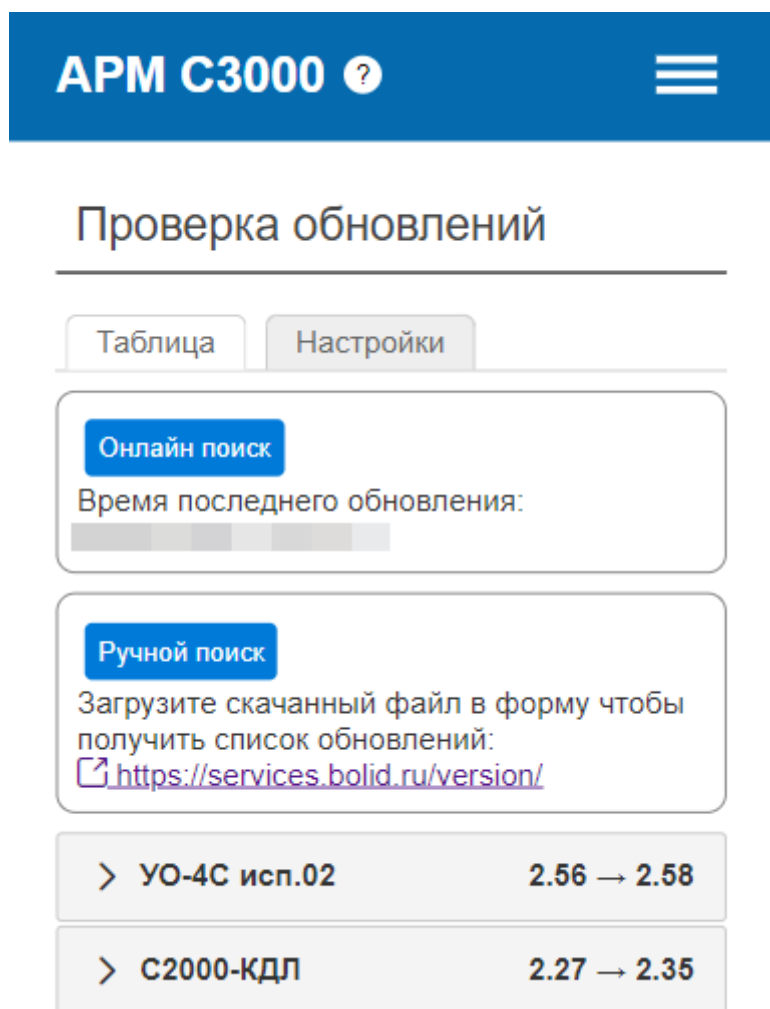 АРМ С3000 ?
Проверка обновлений
Таблица Настройки
Онлайн поиск
Время последнего обновления:
Ручной поиск
Загрузите скачанный файл в форму чтобы
получить список обновлений:
https://services.bolid.ru/version/
УО-4С исп.02 2.56 → 2.58
С2000-КДЛ 2.27 → 2.35